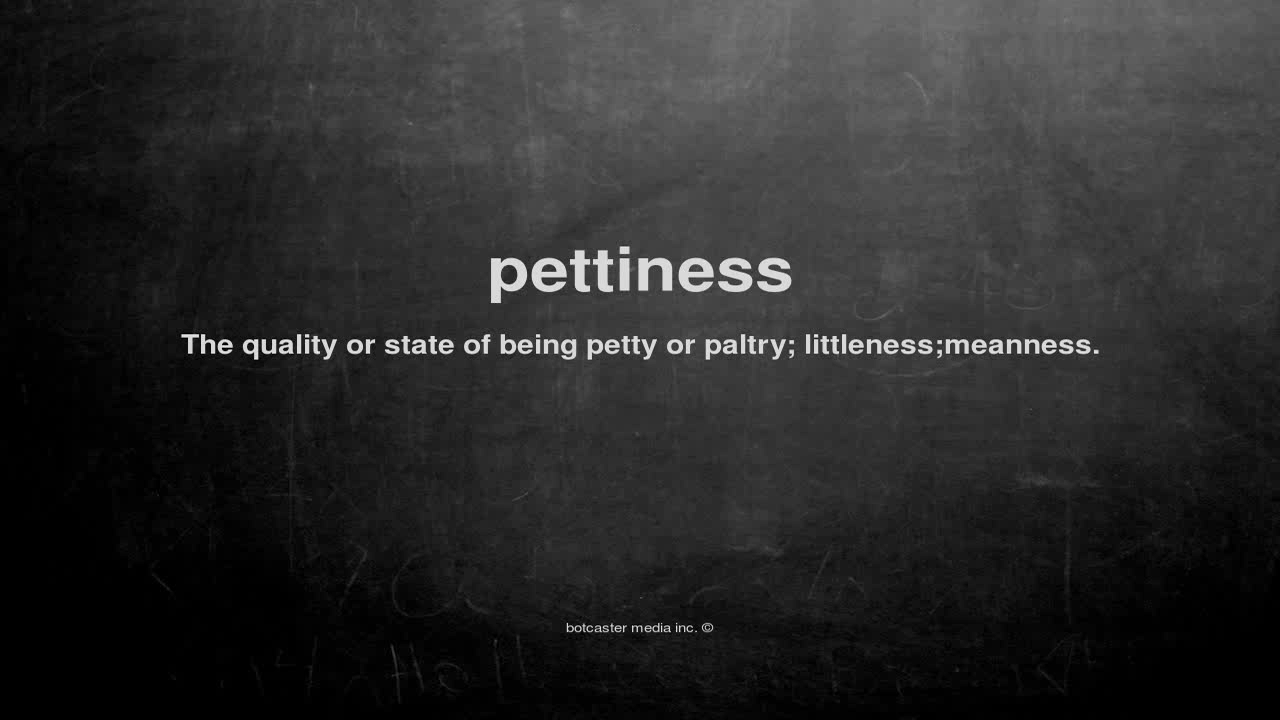 pettiness
The quality or state of being petty or paltry; littleness;meanness.
botcaster media inc. ©